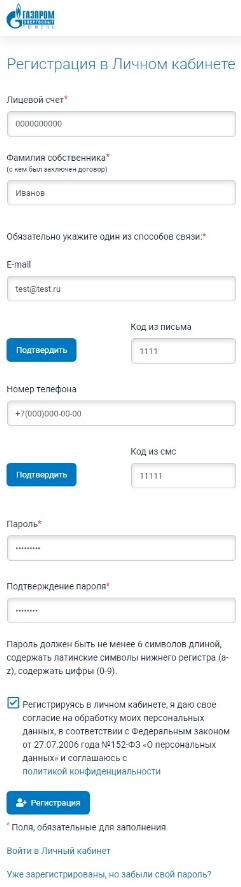 ГАЗПРОМ
ЭНЕРГОСБЫТ
ТЮМЕНЬ
Регистрация в Личном кабинете
Лицевой счет*
0000000000
Фамилия собственника*
(с кем был заключен договор)
Иванов
Обязательно укажите один из способов связи:*
E-mail
test@test.ru
Код из письма
Подтвердить
1111
Номер телефона
+7(000)000-00-00
Код из смс
Подтвердить
11111
Пароль*
•••••••••
Подтверждение пароля*
••••••••
Пароль должен быть не менее 6 символов длиной,
содержать латинские символы нижнего регистра (a-
z), содержать цифры (0-9).
Регистрируясь в личном кабинете, я даю свое
согласие на обработку моих персональных
данных, в соответствии с Федеральным законом
от 27.07.2006 года №152-ФЗ «О персональных
данных» и соглашаюсь с
политикой конфиденциальности
Регистрация
* Поля, обязательные для заполнения.
Войти в Личный кабинет
Уже зарегистрированы, но забыли свой пароль?